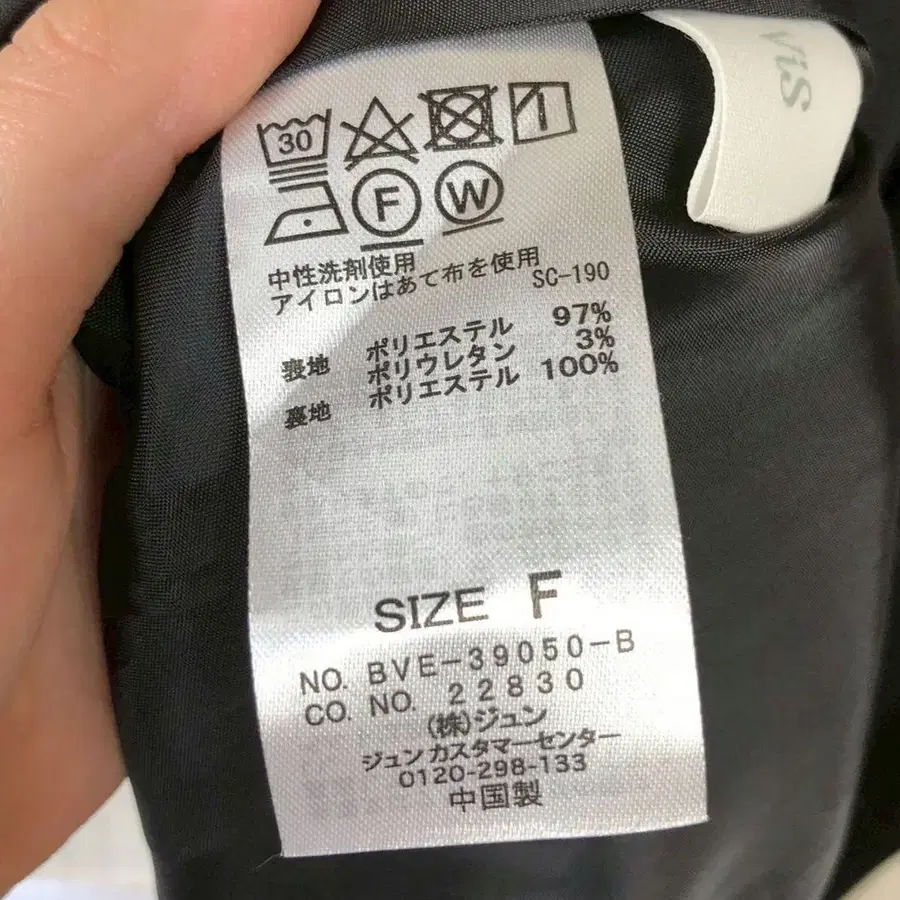 ViS
30
F W
中性洗剤使用
アイロンはあて布を使用 SC-190
表地 ポリエステル 97%
ポリウレタン 3%
裏地 ポリエステル 100%
SIZE F
NO. BVE-39050-B
CO. NO. 22830
(株)ジュン
ジュンカスタマーセンター
0120-298-133
中国製